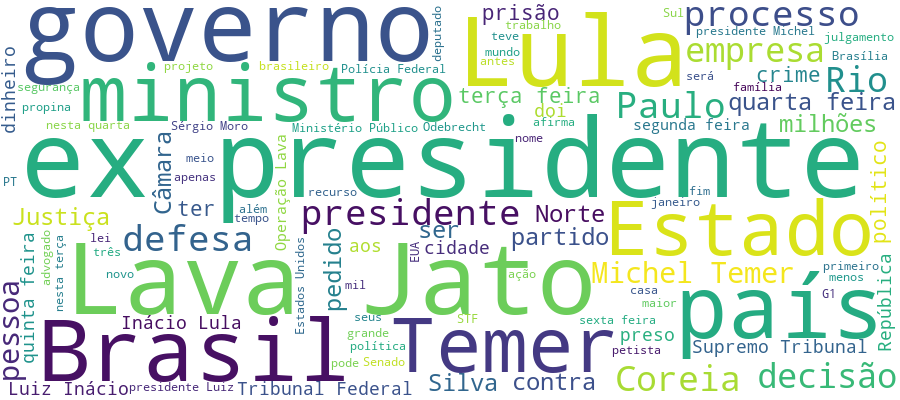 governo
Lula
prisão
Sul
processo
deputado
trabalho
teve
presidente Michel
julgamento
dinheiro
mundo
antes
empresa
Brasília
projeto
brasileiro
Polícia Federal
ministro
segurança
será
crime
Rio
família
terça feira
Paulo
quarta feira
propina
doi
nesta quarta
Sérgio Moro
Ministério Público
Odebrecht
afirma
segunda feira
milhões
nome
ex presidente
Câmara
meio
PT
apenas
recurso
fim
político
ter
janeiro
Justiça
além
tempo
Operação Lava
presidente
Norte
Estado
defesa
ser
partido
lei
aos
cidade
EUA
quinta feira
advogado
nesta terça
três
novo
Estados Unidos
pedido
Lava Jato
mil
ação
Michel Temer
primeiro
menos
República
pessoa
casa
G1
maior
país
Brasil
Inácio Lula
seus
grande
política
STF
Temer
sexta feira
preso
petista
Supremo Tribunal
pode
Senado
Luiz Inácio
presidente Luiz
Tribunal Federal
Silva
contra
Coreia
decisão